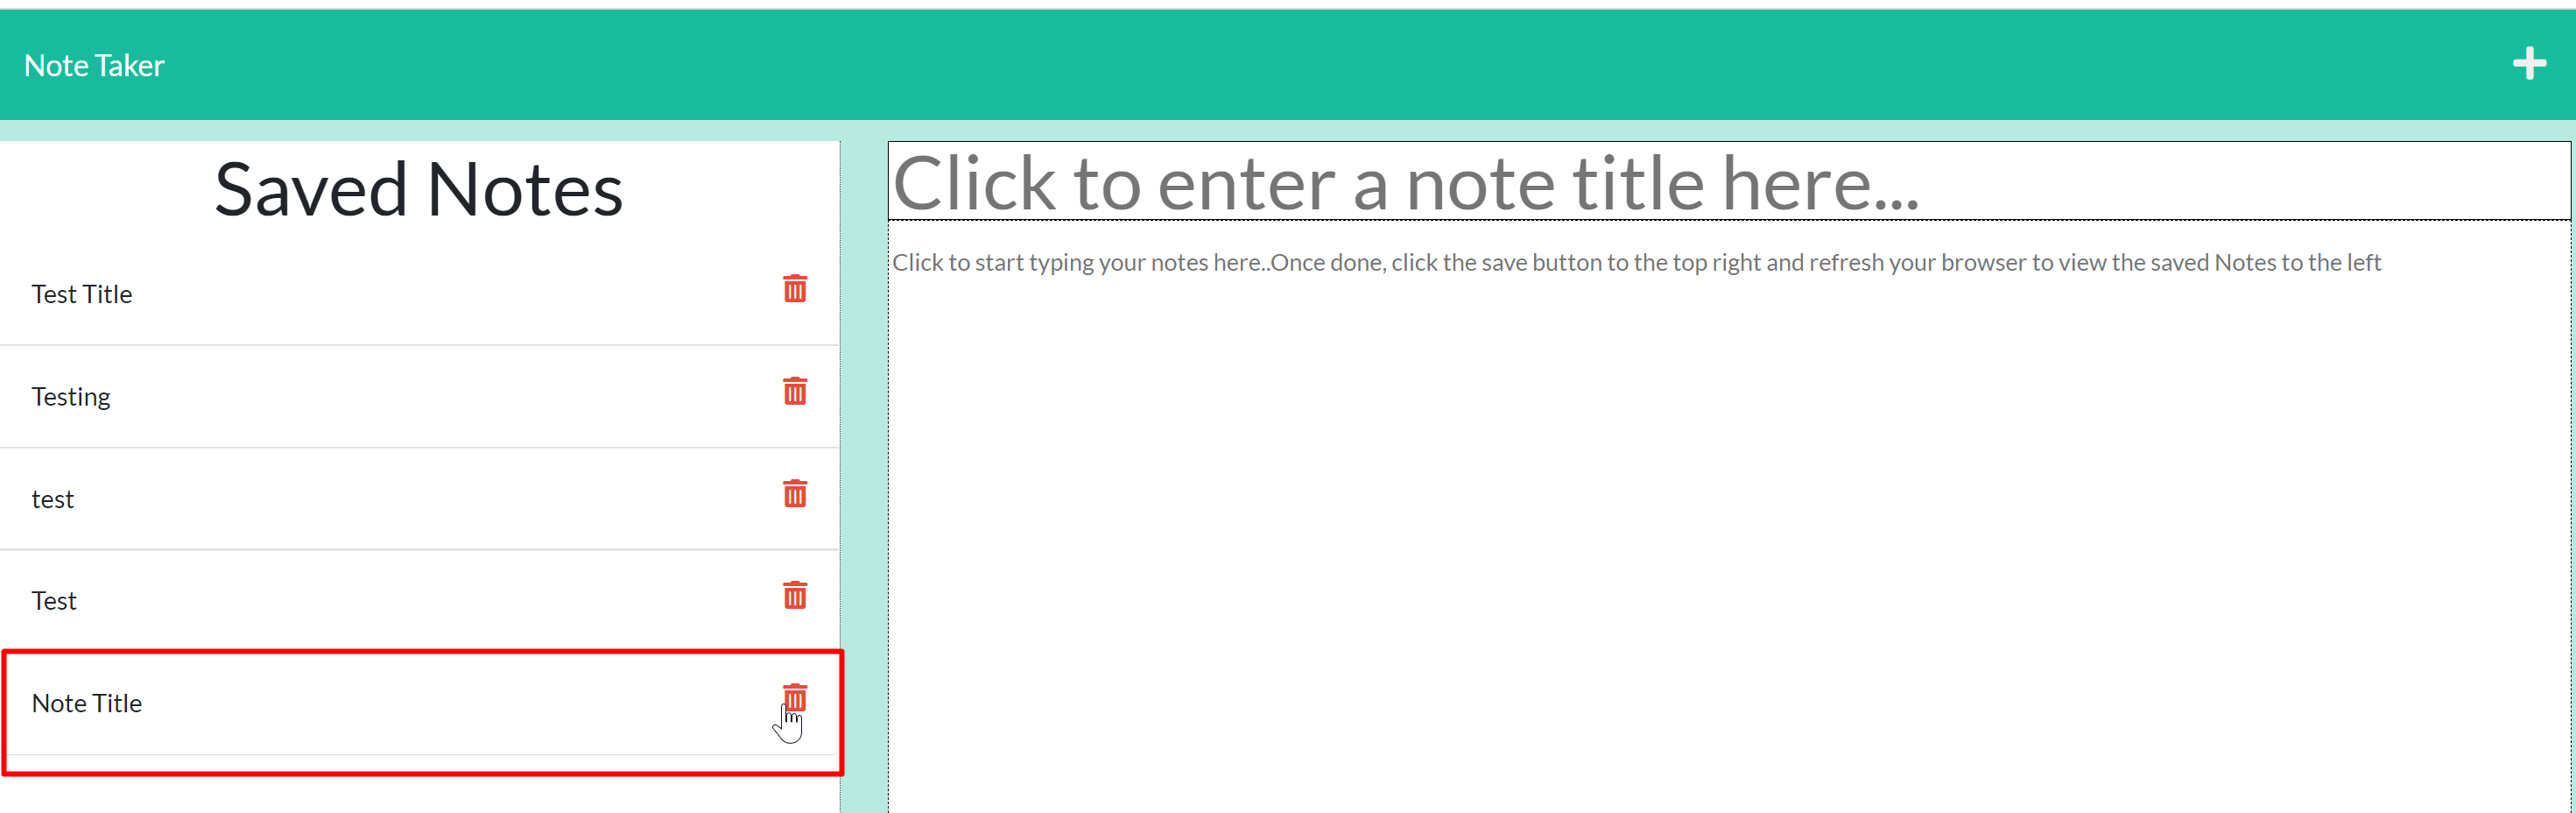 Note Taker
Saved Notes
Test Title
Testing
test
Test
Note Title
Click to enter a note title here...
Click to start typing your notes here..Once done, click the save button to the top right and refresh your browser to view the saved Notes to the left